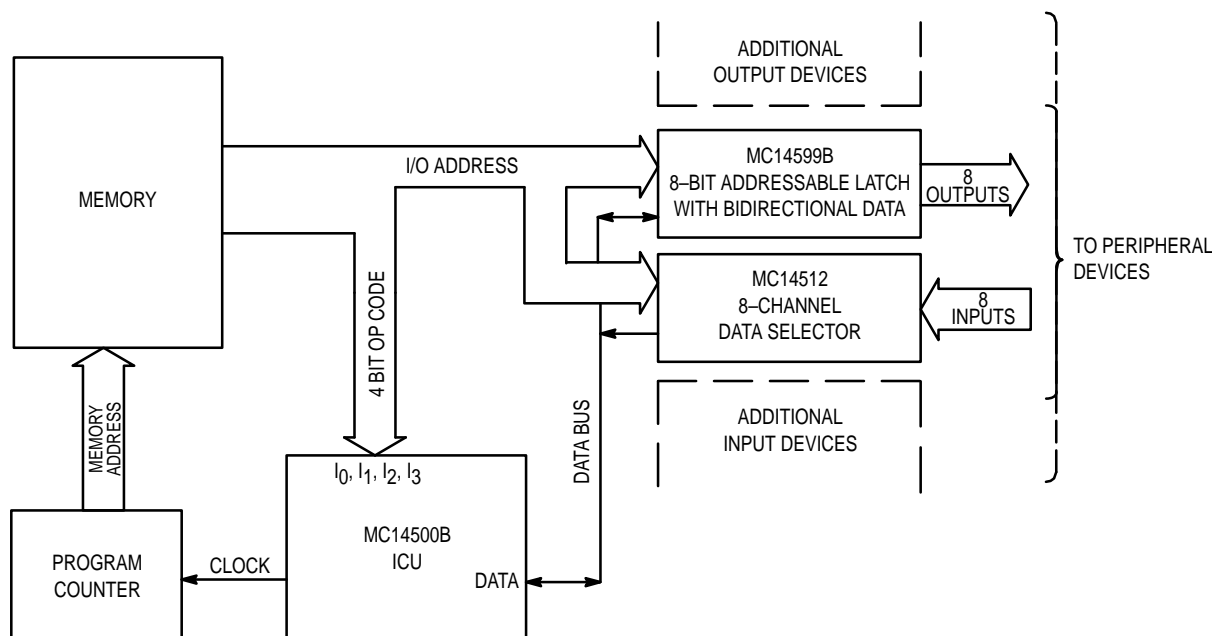 ADDITIONAL
OUTPUT DEVICES
MEMORY
I/O ADDRESS
MC14599B
8–BIT ADDRESSABLE LATCH
WITH BIDIRECTIONAL DATA
8
OUTPUTS
TO PERIPHERAL
DEVICES
4 BIT OP CODE
MC14512
8–CHANNEL
DATA SELECTOR
8
INPUTS
MEMORY
ADDRESS
DATA BUS
ADDITIONAL
INPUT DEVICES
I0, I1, I2, I3
MC14500B
ICU
DATA
PROGRAM
COUNTER
CLOCK